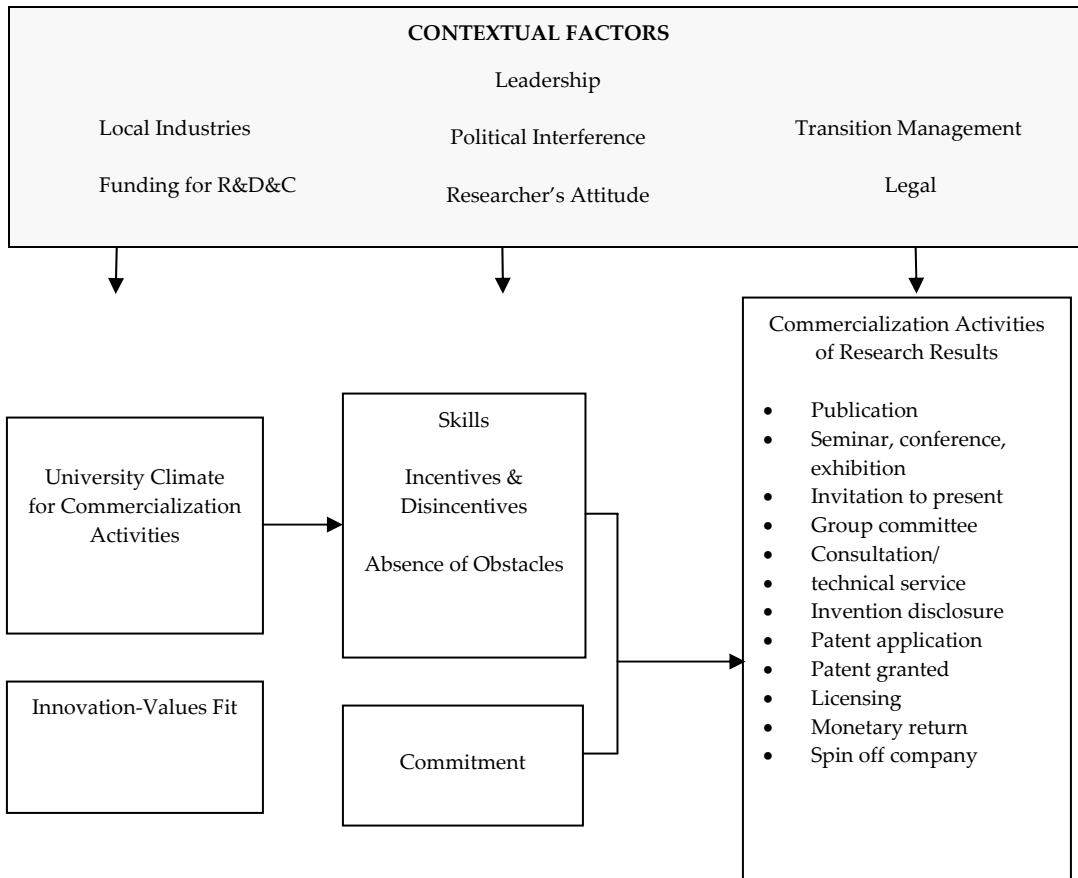 CONTEXTUAL FACTORS
Leadership
Local Industries
Political Interference
Transition Management
Funding for R&D&C
Researcher’s Attitude
Legal
University Climate
for Commercialization
Activities
Innovation-Values Fit
Skills
Incentives &
Disincentives
Absence of Obstacles
Commitment
Commercialization Activities
of Research Results
• Publication
• Seminar, conference,
exhibition
• Invitation to present
• Group committee
• Consultation/
• technical service
• Invention disclosure
• Patent application
• Patent granted
• Licensing
• Monetary return
• Spin off company